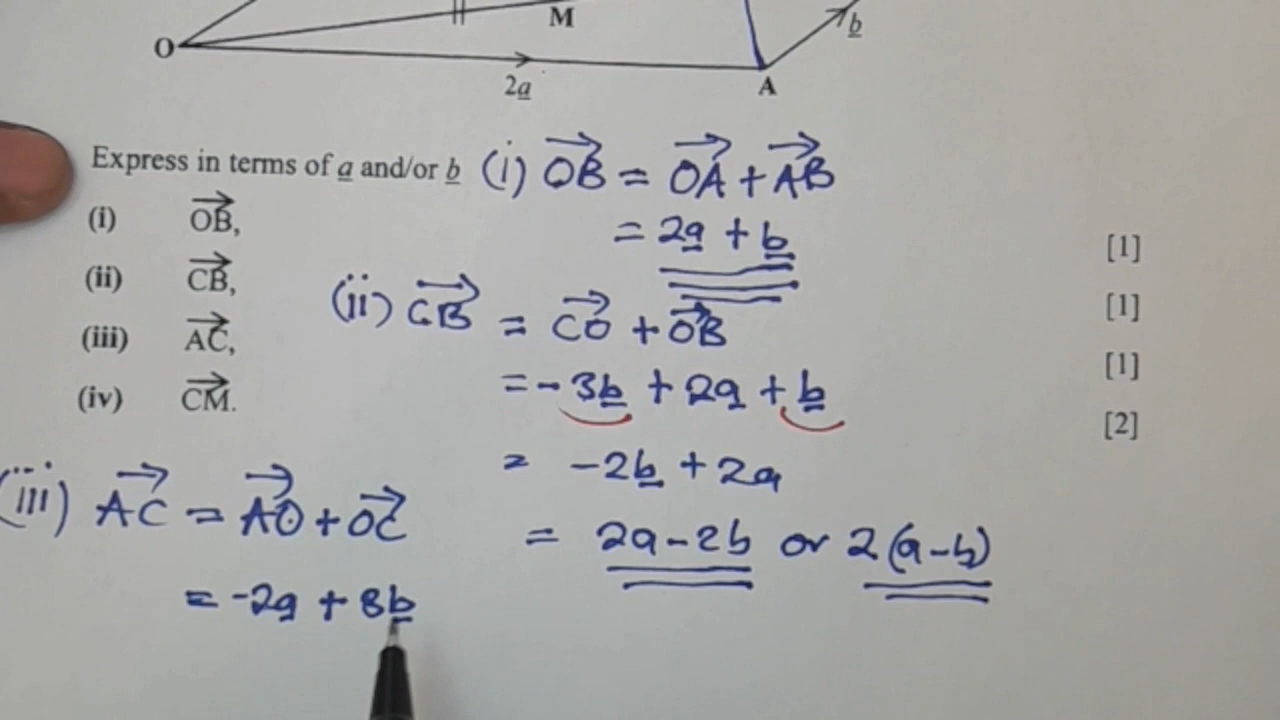 O
M
b
2a
A
Express in terms of a and/or b
(i) OB = OA + AB
= 2a + b
(i) OB, [1]
(ii) CB, [1]
(iii) AC, [1]
(iv) CM. [2]
(ii) CB = CO + OB
= -3b + 2a + b
= -2b + 2a
= 2a - 2b or 2(a - b)
(iii) AC = AO + OC
= -2a + 3b